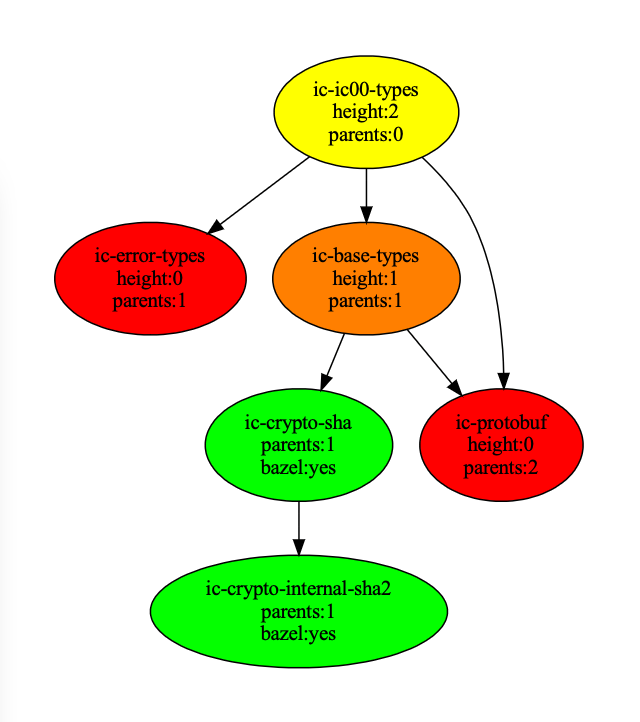 ic-ic00-types
height:2
parents:0
ic-error-types
height:0
parents:1
ic-base-types
height:1
parents:1
ic-crypto-sha
parents:1
bazel:yes
ic-protobuf
height:0
parents:2
ic-crypto-internal-sha2
parents:1
bazel:yes